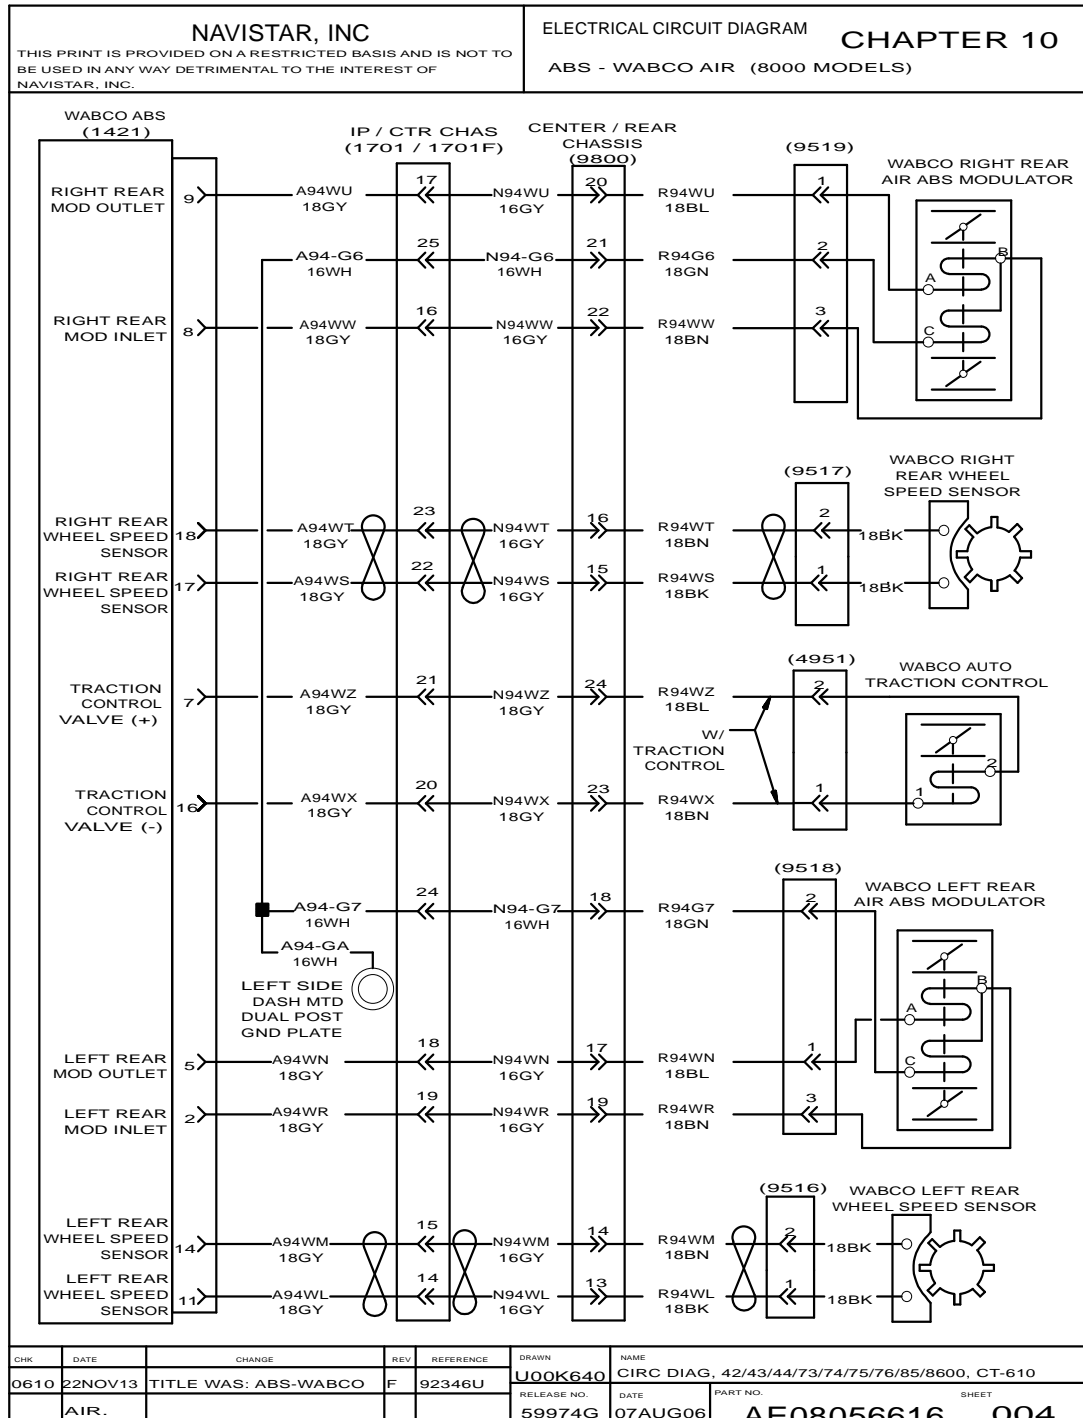 NAVISTAR, INC
THIS PRINT IS PROVIDED ON A RESTRICTED BASIS AND IS NOT TO
BE USED IN ANY WAY DETRIMENTAL TO THE INTEREST OF
NAVISTAR, INC.
ELECTRICAL CIRCUIT DIAGRAM
CHAPTER 10
ABS - WABCO AIR (8000 MODELS)
WABCO ABS
(1421)
IP / CTR CHAS
(1701 / 1701F)
CENTER / REAR
CHASSIS
(9800)
(9519)
WABCO RIGHT REAR
AIR ABS MODULATOR
RIGHT REAR
MOD OUTLET
9
A94WU
18GY
17
N94WU
16GY
20
R94WU
18BL
1
A94-G6
16WH
25
N94-G6
16WH
21
R94G6
18GN
2
B
A
RIGHT REAR
MOD INLET
8
A94WW
18GY
16
N94WW
16GY
22
R94WW
18BN
3
C
(9517)
WABCO RIGHT
REAR WHEEL
SPEED SENSOR
RIGHT REAR
WHEEL SPEED
SENSOR
18
A94WT
18GY
23
N94WT
16GY
16
R94WT
18BN
2
18BK
RIGHT REAR
WHEEL SPEED
SENSOR
17
A94WS
18GY
22
N94WS
16GY
15
R94WS
18BK
1
18BK
(4951)
WABCO AUTO
TRACTION CONTROL
TRACTION
CONTROL
VALVE (+)
7
A94WZ
18GY
21
N94WZ
18GY
24
R94WZ
18BL
2
W/
TRACTION
CONTROL
2
1
TRACTION
CONTROL
VALVE (-)
16
A94WX
18GY
20
N94WX
18GY
23
R94WX
18BN
1
(9518)
WABCO LEFT REAR
AIR ABS MODULATOR
A94-G7
16WH
24
N94-G7
16WH
18
R94G7
18GN
2
A94-GA
16WH
LEFT SIDE
DASH MTD
DUAL POST
GND PLATE
B
A
C
LEFT REAR
MOD OUTLET
5
A94WN
18GY
18
N94WN
16GY
17
R94WN
18BL
1
LEFT REAR
MOD INLET
2
A94WR
18GY
19
N94WR
16GY
19
R94WR
18BN
3
(9516)
WABCO LEFT REAR
WHEEL SPEED SENSOR
LEFT REAR
WHEEL SPEED
SENSOR
14
A94WM
18GY
15
N94WM
16GY
14
R94WM
18BN
2
18BK
LEFT REAR
WHEEL SPEED
SENSOR
11
A94WL
18GY
14
N94WL
16GY
13
R94WL
18BK
1
18BK
CHK DATE CHANGE REV REFERENCE DRAWN NAME
0610 22NOV13 TITLE WAS: ABS-WABCO F 92346U U00K640 CIRC DIAG, 42/43/44/73/74/75/76/85/8600, CT-610
AIR.
RELEASE NO. DATE PART NO. SHEET
59974G 07AUG06 AE08056616 004